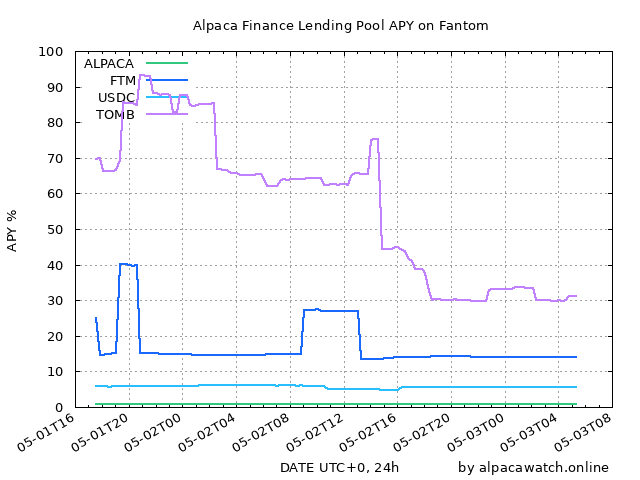 Alpaca Finance Lending Pool APY on Fantom
100
90
80
70
60
50
40
30
20
10
0
APY %
ALPACA
FTM
USDC
TOMB
05-01T16
05-01T20
05-02T00
05-02T04
05-02T08
05-02T12
05-02T16
05-02T20
05-03T00
05-03T04
05-03T08
DATE UTC+0, 24h
by alpacawatch.online